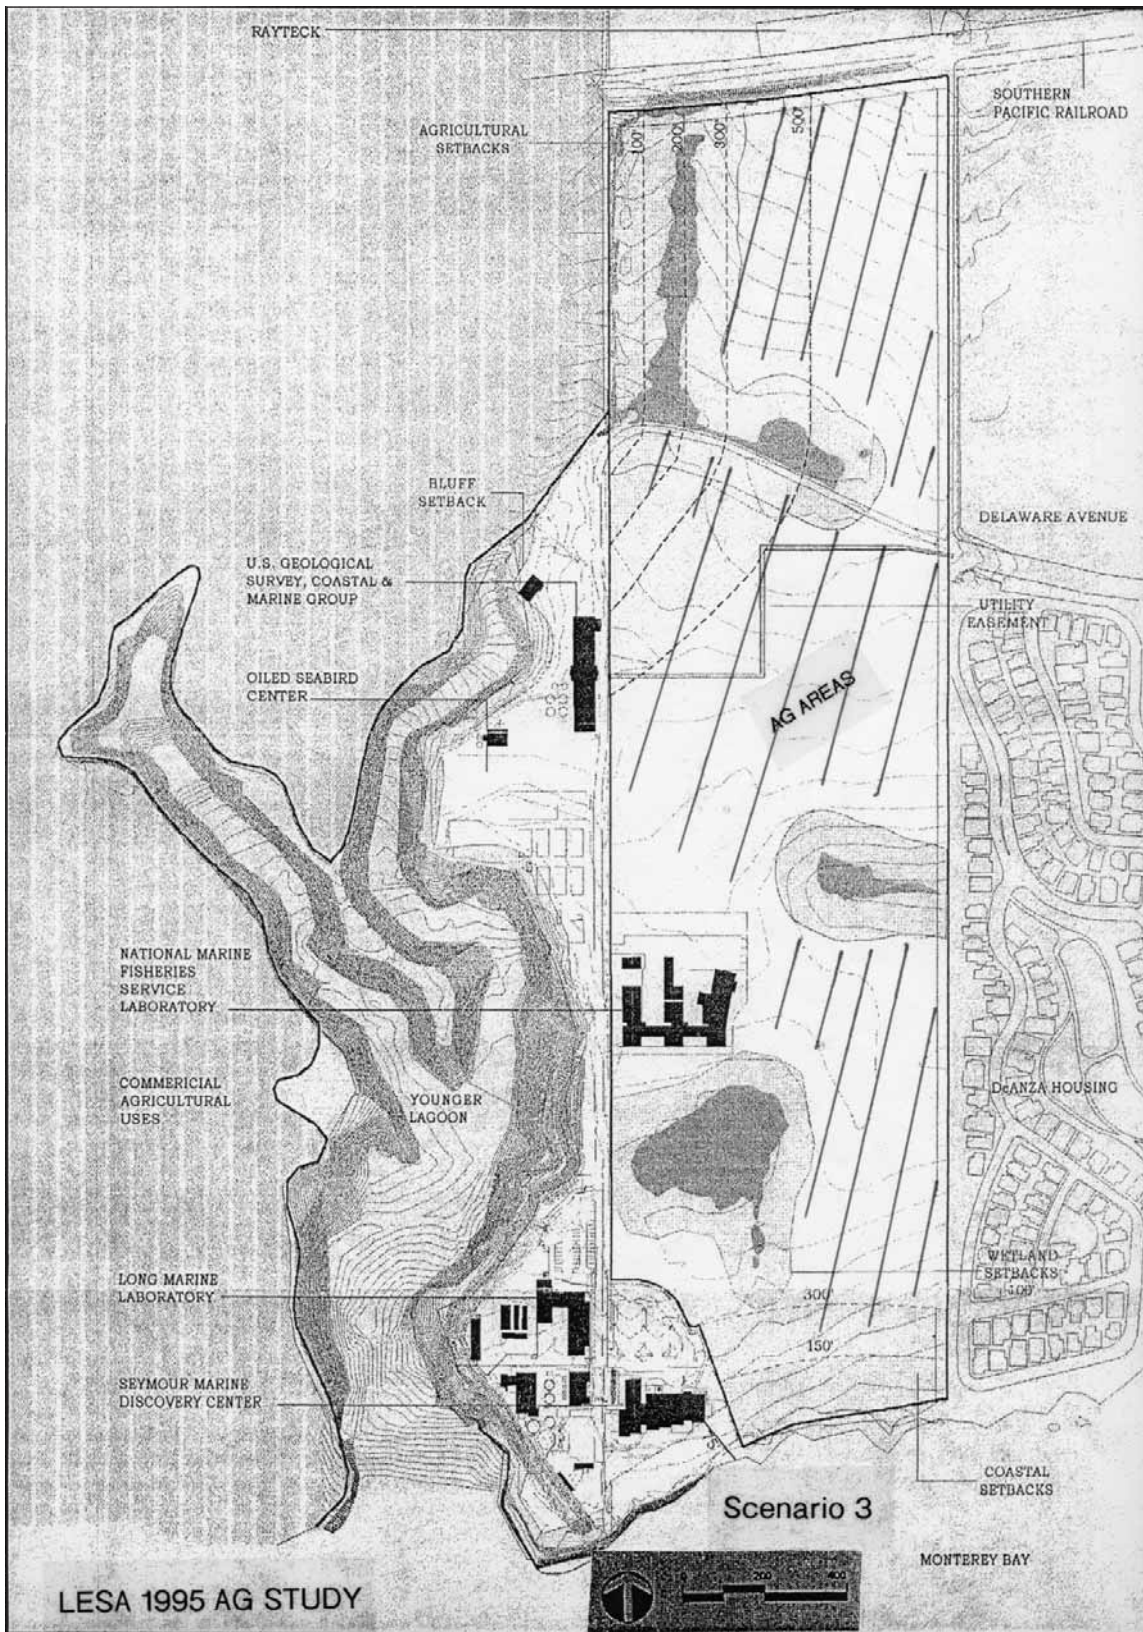 RAYTECK
SOUTHERN
PACIFIC RAILROAD
AGRICULTURAL
SETBACKS
100'
200'
300'
500'
BLUFF
SETBACK
DELAWARE AVENUE
U.S. GEOLOGICAL
SURVEY, COASTAL &
MARINE GROUP
UTILITY
EASEMENT
OILED SEABIRD
CENTER
AG AREAS
NATIONAL MARINE
FISHERIES
SERVICE
LABORATORY
COMMERICIAL
AGRICULTURAL
USES
YOUNGER
LAGOON
DeANZA HOUSING
WETLAND
SETBACKS
100'
LONG MARINE
LABORATORY
300'
150'
SEYMOUR MARINE
DISCOVERY CENTER
COASTAL
SETBACKS
Scenario 3
MONTEREY BAY
0 200 400
LESA 1995 AG STUDY